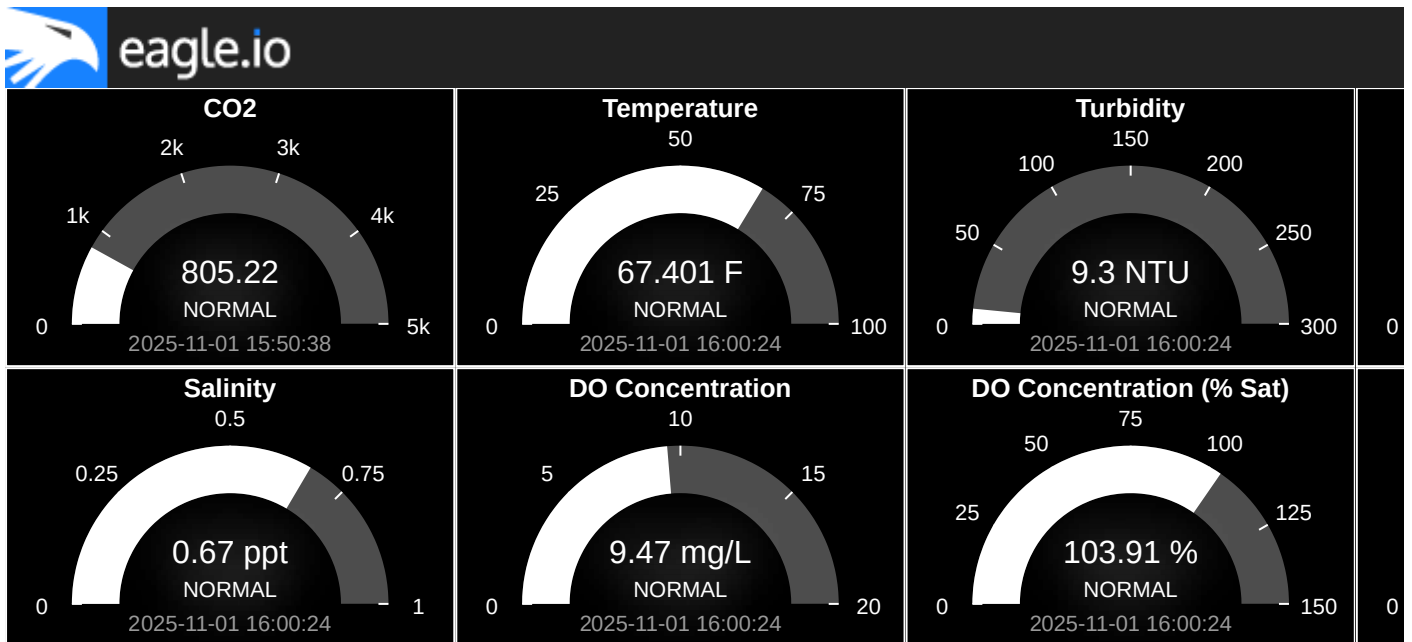 eagle.io
CO2
0
1k
2k
3k
4k
5k
805.22
NORMAL
2025-11-01 15:50:38
Temperature
0
25
50
75
100
67.401 F
NORMAL
2025-11-01 16:00:24
Turbidity
0
50
100
150
200
250
300
9.3 NTU
NORMAL
2025-11-01 16:00:24
0
Salinity
0
0.25
0.5
0.75
1
0.67 ppt
NORMAL
2025-11-01 16:00:24
DO Concentration
0
5
10
15
20
9.47 mg/L
NORMAL
2025-11-01 16:00:24
DO Concentration (% Sat)
0
25
50
75
100
125
150
103.91 %
NORMAL
2025-11-01 16:00:24
0